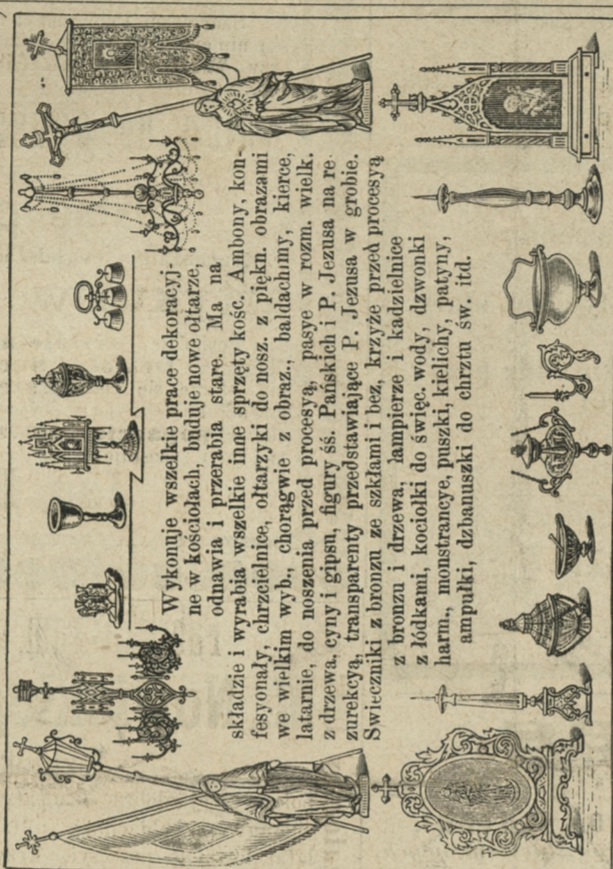 Wykonuje wszelkie prace dekoracyj-
ne w kościołach, buduje nowe ołtarze,
odnawia i przerabia stare. Ma na
składzie i wyrabia wszelkie inne sprzęty kośc. Ambony, kon-
fesyonały, chrzcielnice, ołtarzyki do nosz. z piękn. obrazami
we wielkim wyb., chorągwie z obraz., baldachimy, kierce,
latarnie, do noszenia przed procesyą, pasye w rozm. wielk.
z drzewa, cyny i gipsu, figury śś. Pańskich i P. Jezusa na re-
zurekcyą, transparenty przedstawiające P. Jezusa w grobie.
Swieczniki z bronzu ze szkłami i bez, krzyże przed procesyą
z bronzu i drzewa, lampierze i kadzielnice
z łódkami, kociołki do święc. wody, dzwonki
harm., monstrancye, puszki, kielichy, patyny,
ampułki, dzbanuszki do chrztu św. itd.